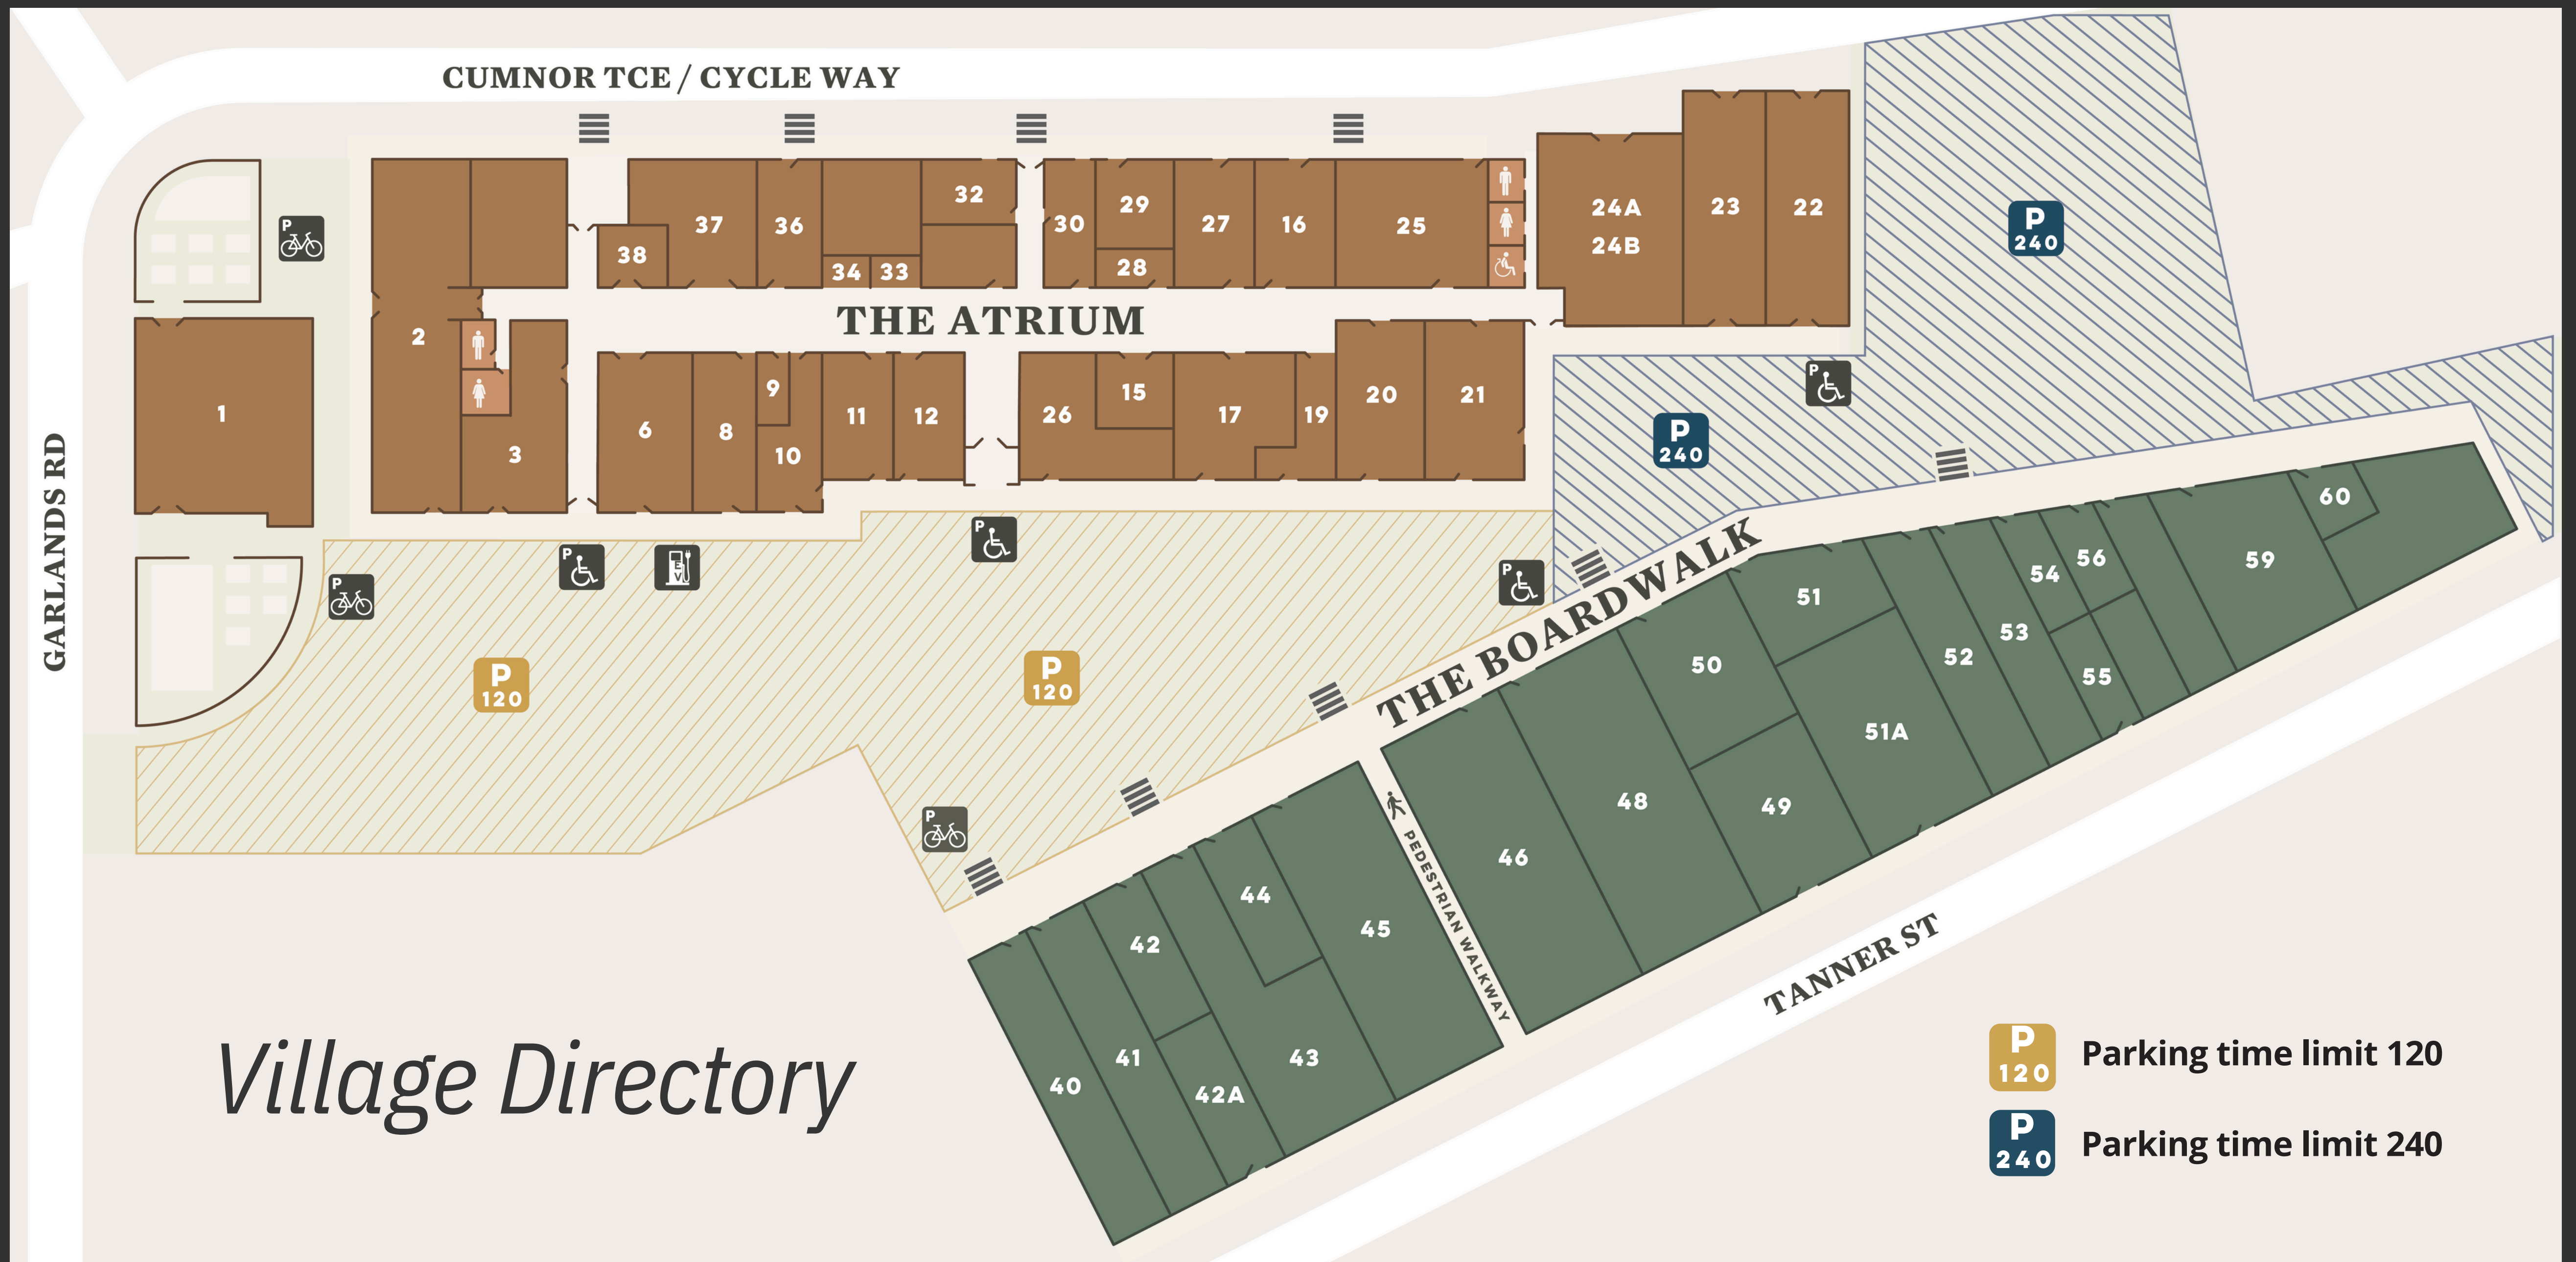 CUMNOR TCE / CYCLE WAY
GARLANDS RD
THE ATRIUM
THE BOARDWALK
PEDESTRIAN WALKWAY
TANNER ST
1
2
3
38
37
36
34
33
32
30
29
28
27
16
25
24A
24B
23
22
6
8
9
10
11
12
26
15
17
19
20
21
P
P
P
EV
P
P
P
P
P
120
P
120
P
240
P
240
40
41
42
42A
43
44
45
46
48
49
50
51
51A
52
53
54
55
56
59
60
Village Directory
P
120
Parking time limit 120
P
240
Parking time limit 240